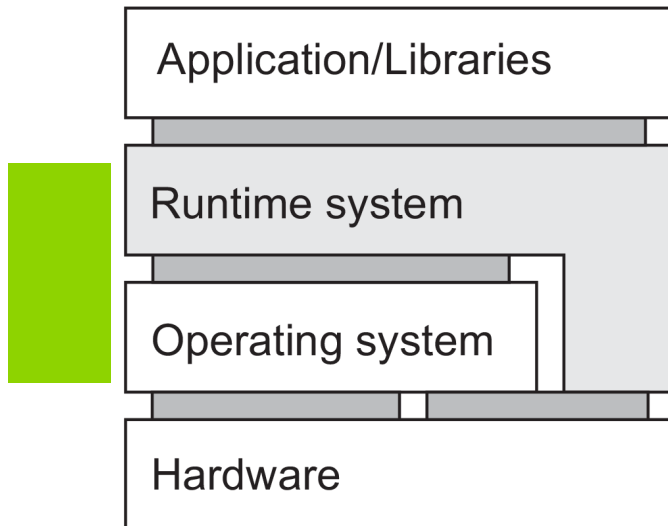 Application/Libraries
Runtime system
Operating system
Hardware